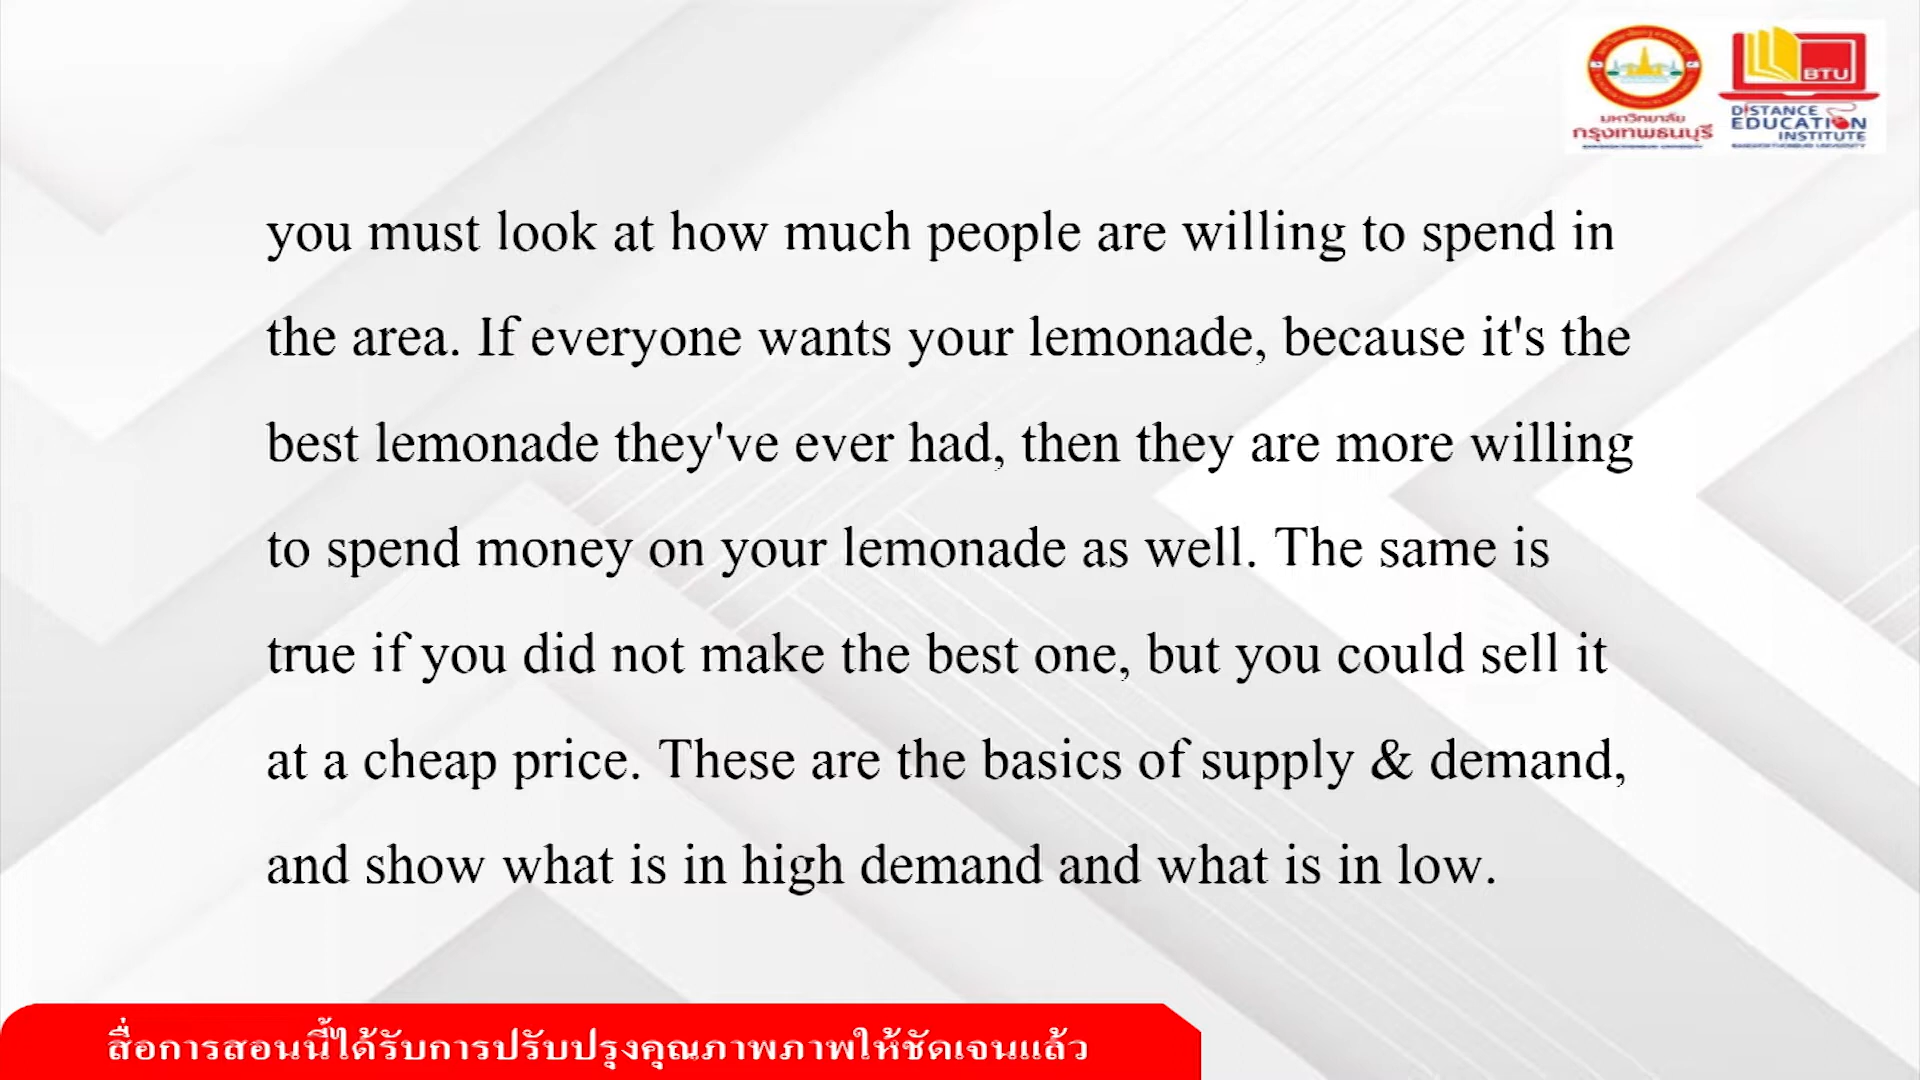 มหาวิทยาลัย
กรุงเทพธนบุรี
BTU
DISTANCE
EDUCATION
INSTITUTE
you must look at how much people are willing to spend in
the area. If everyone wants your lemonade, because it's the
best lemonade they've ever had, then they are more willing
to spend money on your lemonade as well. The same is
true if you did not make the best one, but you could sell it
at a cheap price. These are the basics of supply & demand,
and show what is in high demand and what is in low.
สื่อการสอนนี้ได้รับการปรับปรุงคุณภาพภาพให้ชัดเจนแล้ว